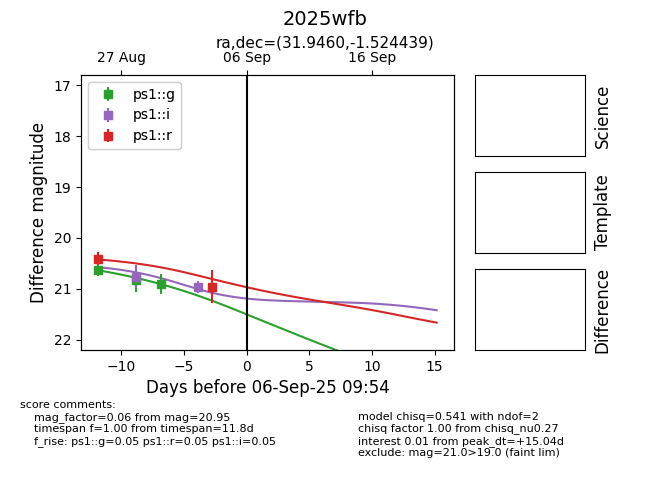 2025wfb
ra,dec=(31.9460,-1.524439)
27 Aug 06 Sep 16 Sep
ps1::g
ps1::i
ps1::r
17
18
19
20
21
22
Difference magnitude
−10 −5 0 5 10 15
Days before 06-Sep-25 09:54
Science
Template
Difference
score comments:
mag_factor=0.06 from mag=20.95
timespan f=1.00 from timespan=11.8d
f_rise: ps1::g=0.05 ps1::r=0.05 ps1::i=0.05
model chisq=0.541 with ndof=2
chisq factor 1.00 from chisq_nu0.27
interest 0.01 from peak_dt=+15.04d
exclude: mag=21.0>19.0 (faint lim)